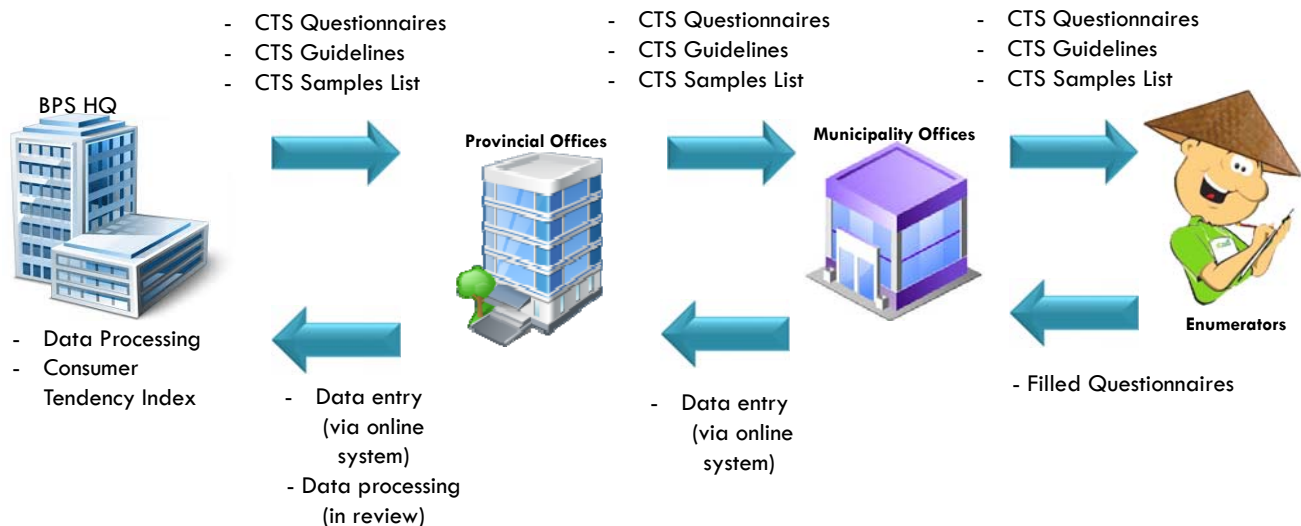 - CTS Questionnaires
- CTS Guidelines
- CTS Samples List
- CTS Questionnaires
- CTS Guidelines
- CTS Samples List
- CTS Questionnaires
- CTS Guidelines
- CTS Samples List
BPS HQ
Provincial Offices
Municipality Offices
Enumerators
- Data Processing
- Consumer
Tendency Index
- Data entry
(via online
system)
- Data processing
(in review)
- Data entry
(via online
system)
- Filled Questionnaires